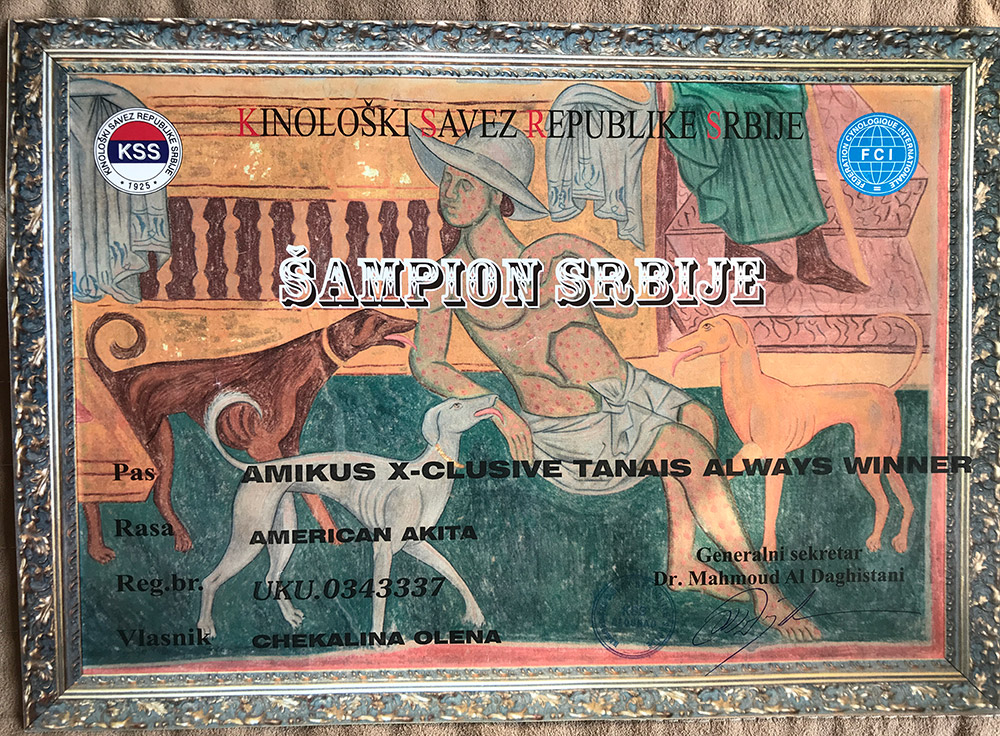 KINOLOŠKI SAVEZ REPUBLIKE SRBIJE
KINOLOŠKI SAVEZ REPUBLIKE SRBIJE
KSS
• 1925 •
FEDERATION CYNOLOGIQUE INTERNATIONALE
FCI
ŠAMPION SRBIJE
Pas AMIKUS X-CLUSIVE TANAIS ALWAYS WINNER
Rasa AMERICAN AKITA
Reg.br. UKU.0343337
Vlasnik CHEKALINA OLENA
Generalni sekretar
Dr. Mahmoud Al Daghistani